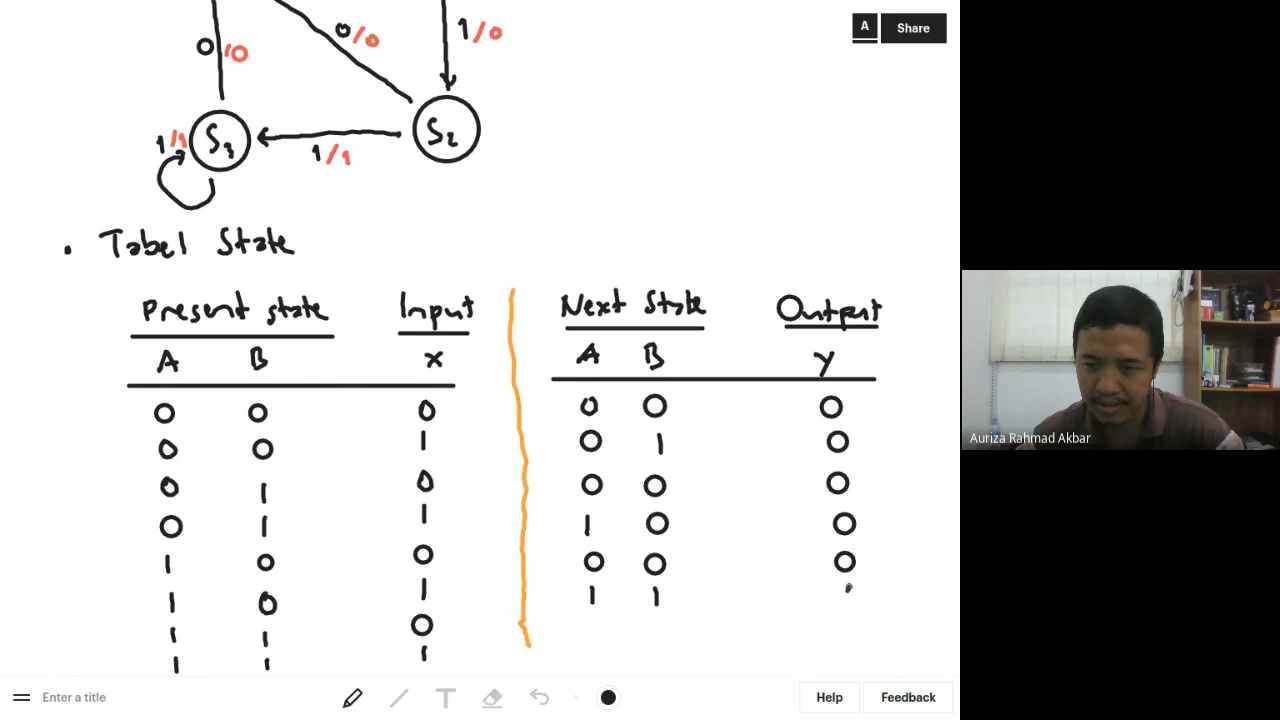 A Share
0/0 0/0 1/0
S3 1/1 S2
1/1
• Tabel State
Present state Input Next State Output
A B x A B y
0 0 0 0 0 0
0 0 1 0 1 0
0 1 0 0 0 0
0 1 1 1 0 0
1 0 0 0 0 0
1 0 1 1 1
1 1 0
1 1 1
Auriza Rahmad Akbar
Enter a title T Help Feedback